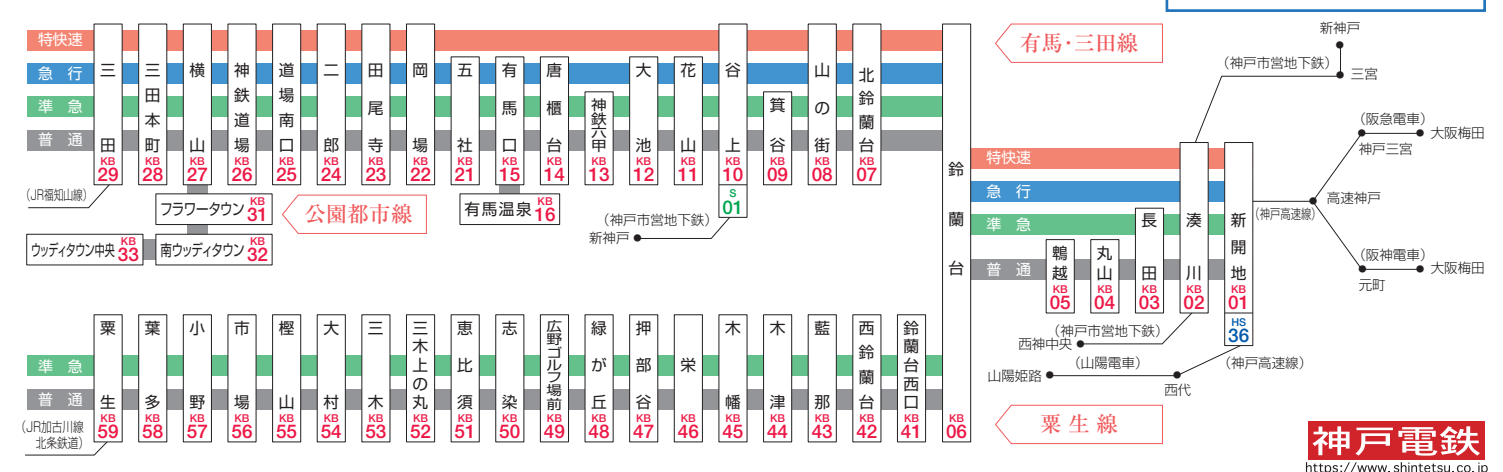 特快速
急行
準急
普通
三田 KB 29
三田本町 KB 28
横山 KB 27
神鉄道場 KB 26
道場南口 KB 25
二郎 KB 24
田尾寺 KB 23
岡場 KB 22
五社 KB 21
有馬口 KB 15
唐櫃台 KB 14
神鉄六甲 KB 13
大池 KB 12
花山 KB 11
谷上 KB 10
S 01
箕谷 KB 09
山の街 KB 08
北鈴蘭台 KB 07
鈴蘭台 KB 06
有馬・三田線
(JR福知山線)
フラワータウン KB 31
公園都市線
ウッディタウン中央 KB 33
南ウッディタウン KB 32
有馬温泉 KB 16
(神戸市営地下鉄)
新神戸
特快速
急行
準急
普通
鵯越 KB 05
丸山 KB 04
長田 KB 03
湊川 KB 02
新開地 KB 01
HS 36
新神戸
(神戸市営地下鉄)
三宮
(阪急電車)
大阪梅田
神戸三宮
高速神戸
(神戸高速線)
(阪神電車)
大阪梅田
元町
(神戸市営地下鉄)
西神中央
(山陽電車)
山陽姫路
西代
(神戸高速線)
準急
普通
粟生 KB 59
葉多 KB 58
小野 KB 57
市場 KB 56
樫山 KB 55
大村 KB 54
三木 KB 53
三木上の丸 KB 52
恵比須 KB 51
志染 KB 50
広野ゴルフ場前 KB 49
緑が丘 KB 48
押部谷 KB 47
栄 KB 46
木幡 KB 45
木津 KB 44
藍那 KB 43
西鈴蘭台 KB 42
鈴蘭台西口 KB 41
(JR加古川線
北条鉄道)
粟生線
神戸電鉄
https://www.shintetsu.co.jp